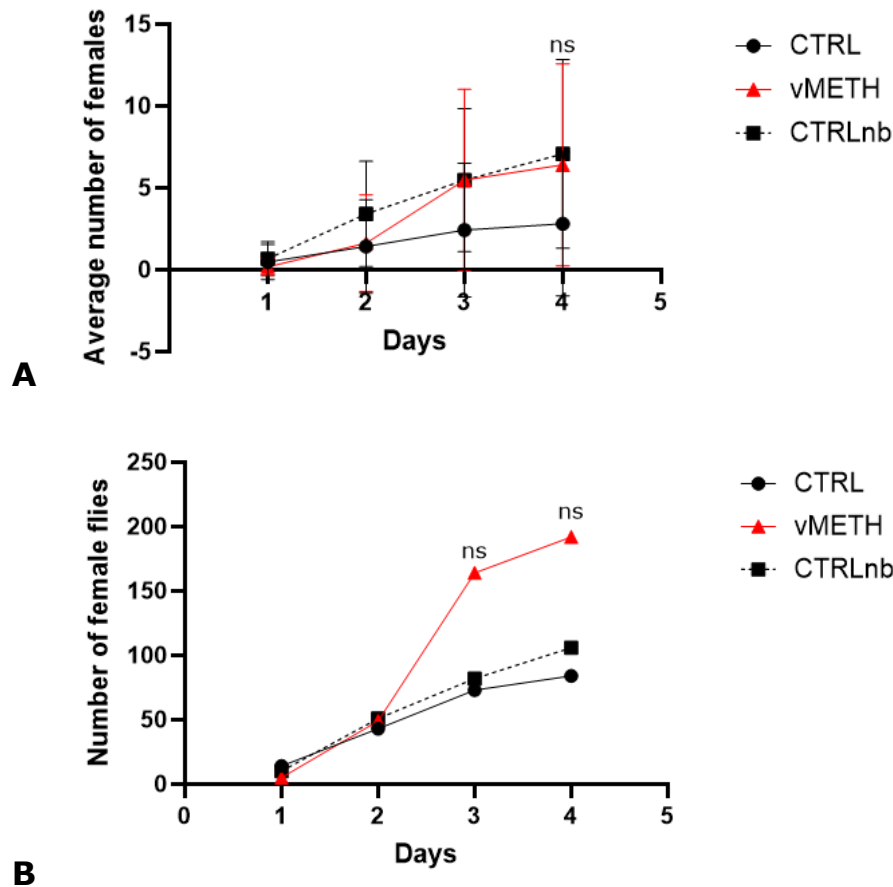 15
10
5
0
-5
Average number of females
ns
1 2 3 4 5
Days
CTRL
vMETH
CTRLnb
A
250
200
150
100
50
0
Number of female flies
ns
ns
0 1 2 3 4 5
Days
CTRL
vMETH
CTRLnb
B